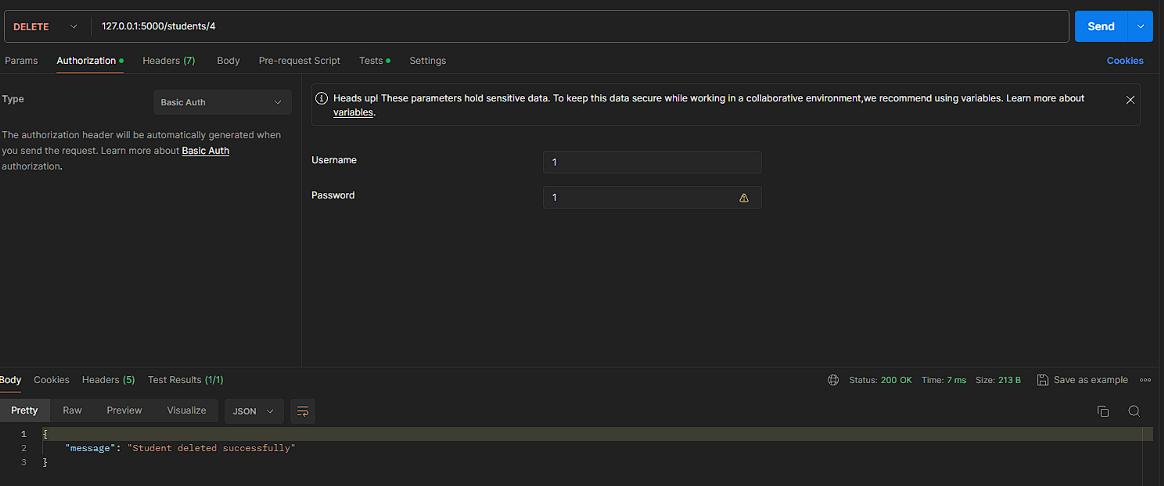 DELETE 127.0.0.1:5000/students/4 Send
Params Authorization Headers (7) Body Pre-request Script Tests Settings Cookies
Type Basic Auth
The authorization header will be automatically generated when
you send the request. Learn more about Basic Auth
authorization.
Heads up! These parameters hold sensitive data. To keep this data secure while working in a collaborative environment,we recommend using variables. Learn more about
variables.
Username 1
Password 1
Body Cookies Headers (5) Test Results (1/1) Status: 200 OK Time: 7 ms Size: 213 B Save as example
Pretty Raw Preview Visualize JSON
1 {
2 "message": "Student deleted successfully"
3 }